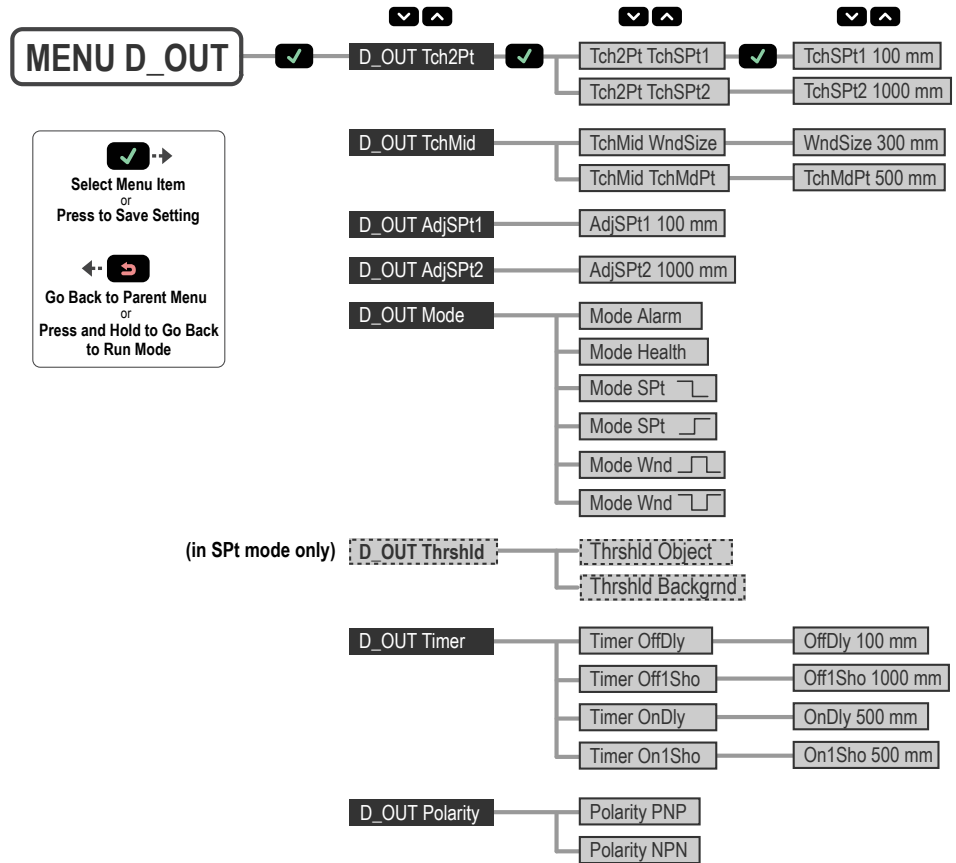 MENU D_OUT
D_OUT Tch2Pt
Tch2Pt TchSPt1
TchSPt1 100 mm
Tch2Pt TchSPt2
TchSPt2 1000 mm
Select Menu Item
or
Press to Save Setting
Go Back to Parent Menu
or
Press and Hold to Go Back
to Run Mode
D_OUT TchMid
TchMid WndSize
WndSize 300 mm
TchMid TchMdPt
TchMdPt 500 mm
D_OUT AdjSPt1
AdjSPt1 100 mm
D_OUT AdjSPt2
AdjSPt2 1000 mm
D_OUT Mode
Mode Alarm
Mode Health
Mode SPt
Mode SPt
Mode Wnd
Mode Wnd
(in SPt mode only)
D_OUT Thrshld
Thrshld Object
Thrshld Backgrnd
D_OUT Timer
Timer OffDly
OffDly 100 mm
Timer Off1Sho
Off1Sho 1000 mm
Timer OnDly
OnDly 500 mm
Timer On1Sho
On1Sho 500 mm
D_OUT Polarity
Polarity PNP
Polarity NPN